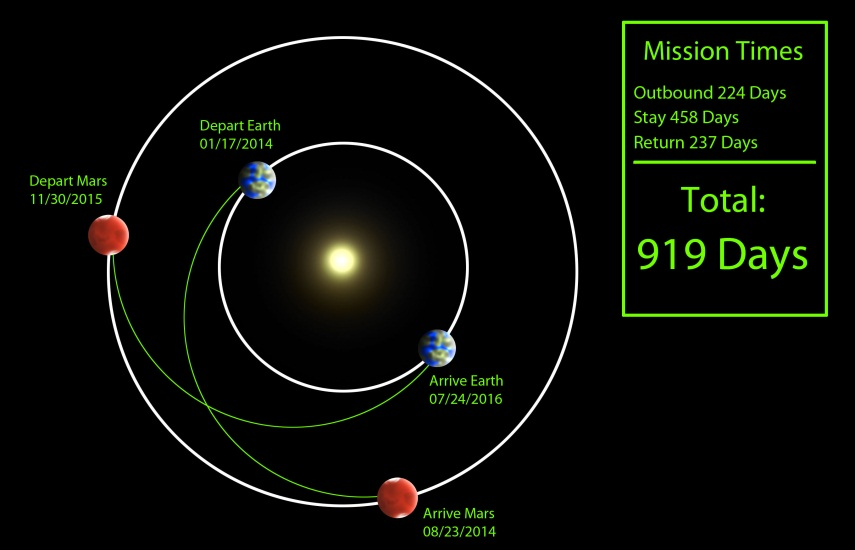 Mission Times
Outbound 224 Days
Stay 458 Days
Return 237 Days
Total:
919 Days
Depart Earth
01/17/2014
Depart Mars
11/30/2015
Arrive Earth
07/24/2016
Arrive Mars
08/23/2014